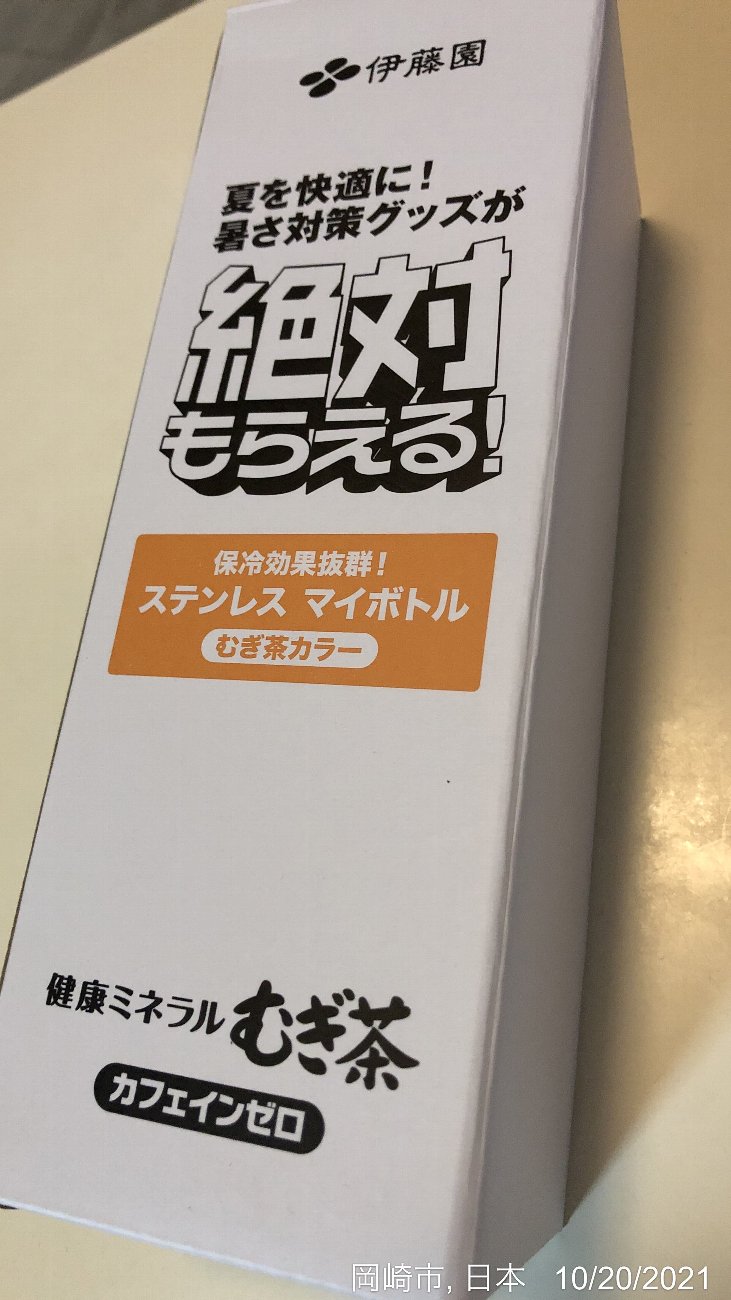 伊藤園
夏を快適に!
暑さ対策グッズが
絶対
もらえる!
保冷効果抜群!
ステンレス マイボトル
むぎ茶カラー
健康ミネラルむぎ茶
カフェインゼロ
岡崎市, 日本 10/20/2021